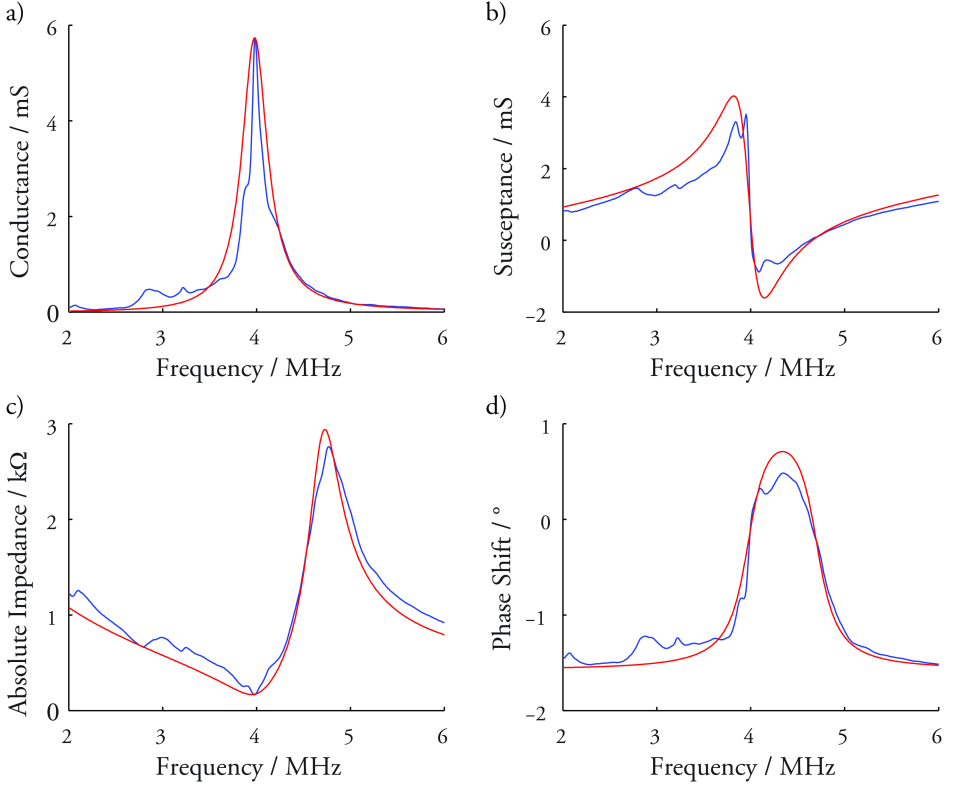 a)
6
4
2
0
Conductance / mS
2 3 4 5 6
Frequency / MHz
b)
6
4
2
0
–2
Susceptance / mS
2 3 4 5 6
Frequency / MHz
c)
3
2
1
0
Absolute Impedance / kΩ
2 3 4 5 6
Frequency / MHz
d)
1
0
–1
–2
Phase Shift / °
2 3 4 5 6
Frequency / MHz